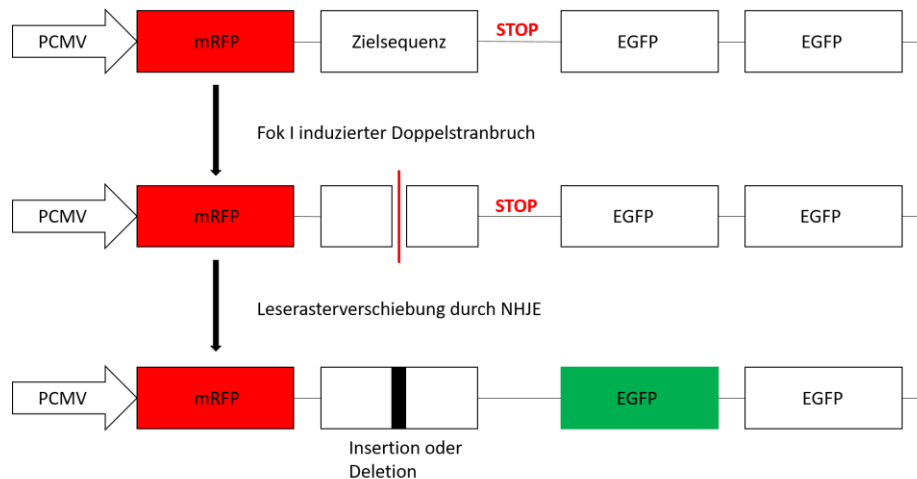 PCMV mRFP Zielsequenz STOP EGFP EGFP
Fok I induzierter Doppelstranbruch
PCMV mRFP STOP EGFP EGFP
Leserasterverschiebung durch NHJE
PCMV mRFP EGFP EGFP
Insertion oder
Deletion